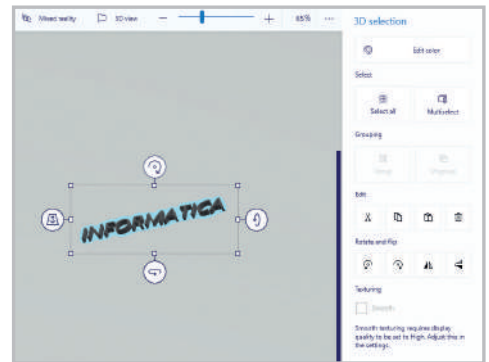 Mixed reality 3D view 65% ...
3D selection
Edit color
Select
Select all Multiselect
Grouping
Group Ungroup
Edit
Rotate and flip
Texturing
Smooth
Smooth texturing requires display
quality to be set to High. Adjust this in
the settings.
INFORMATICA